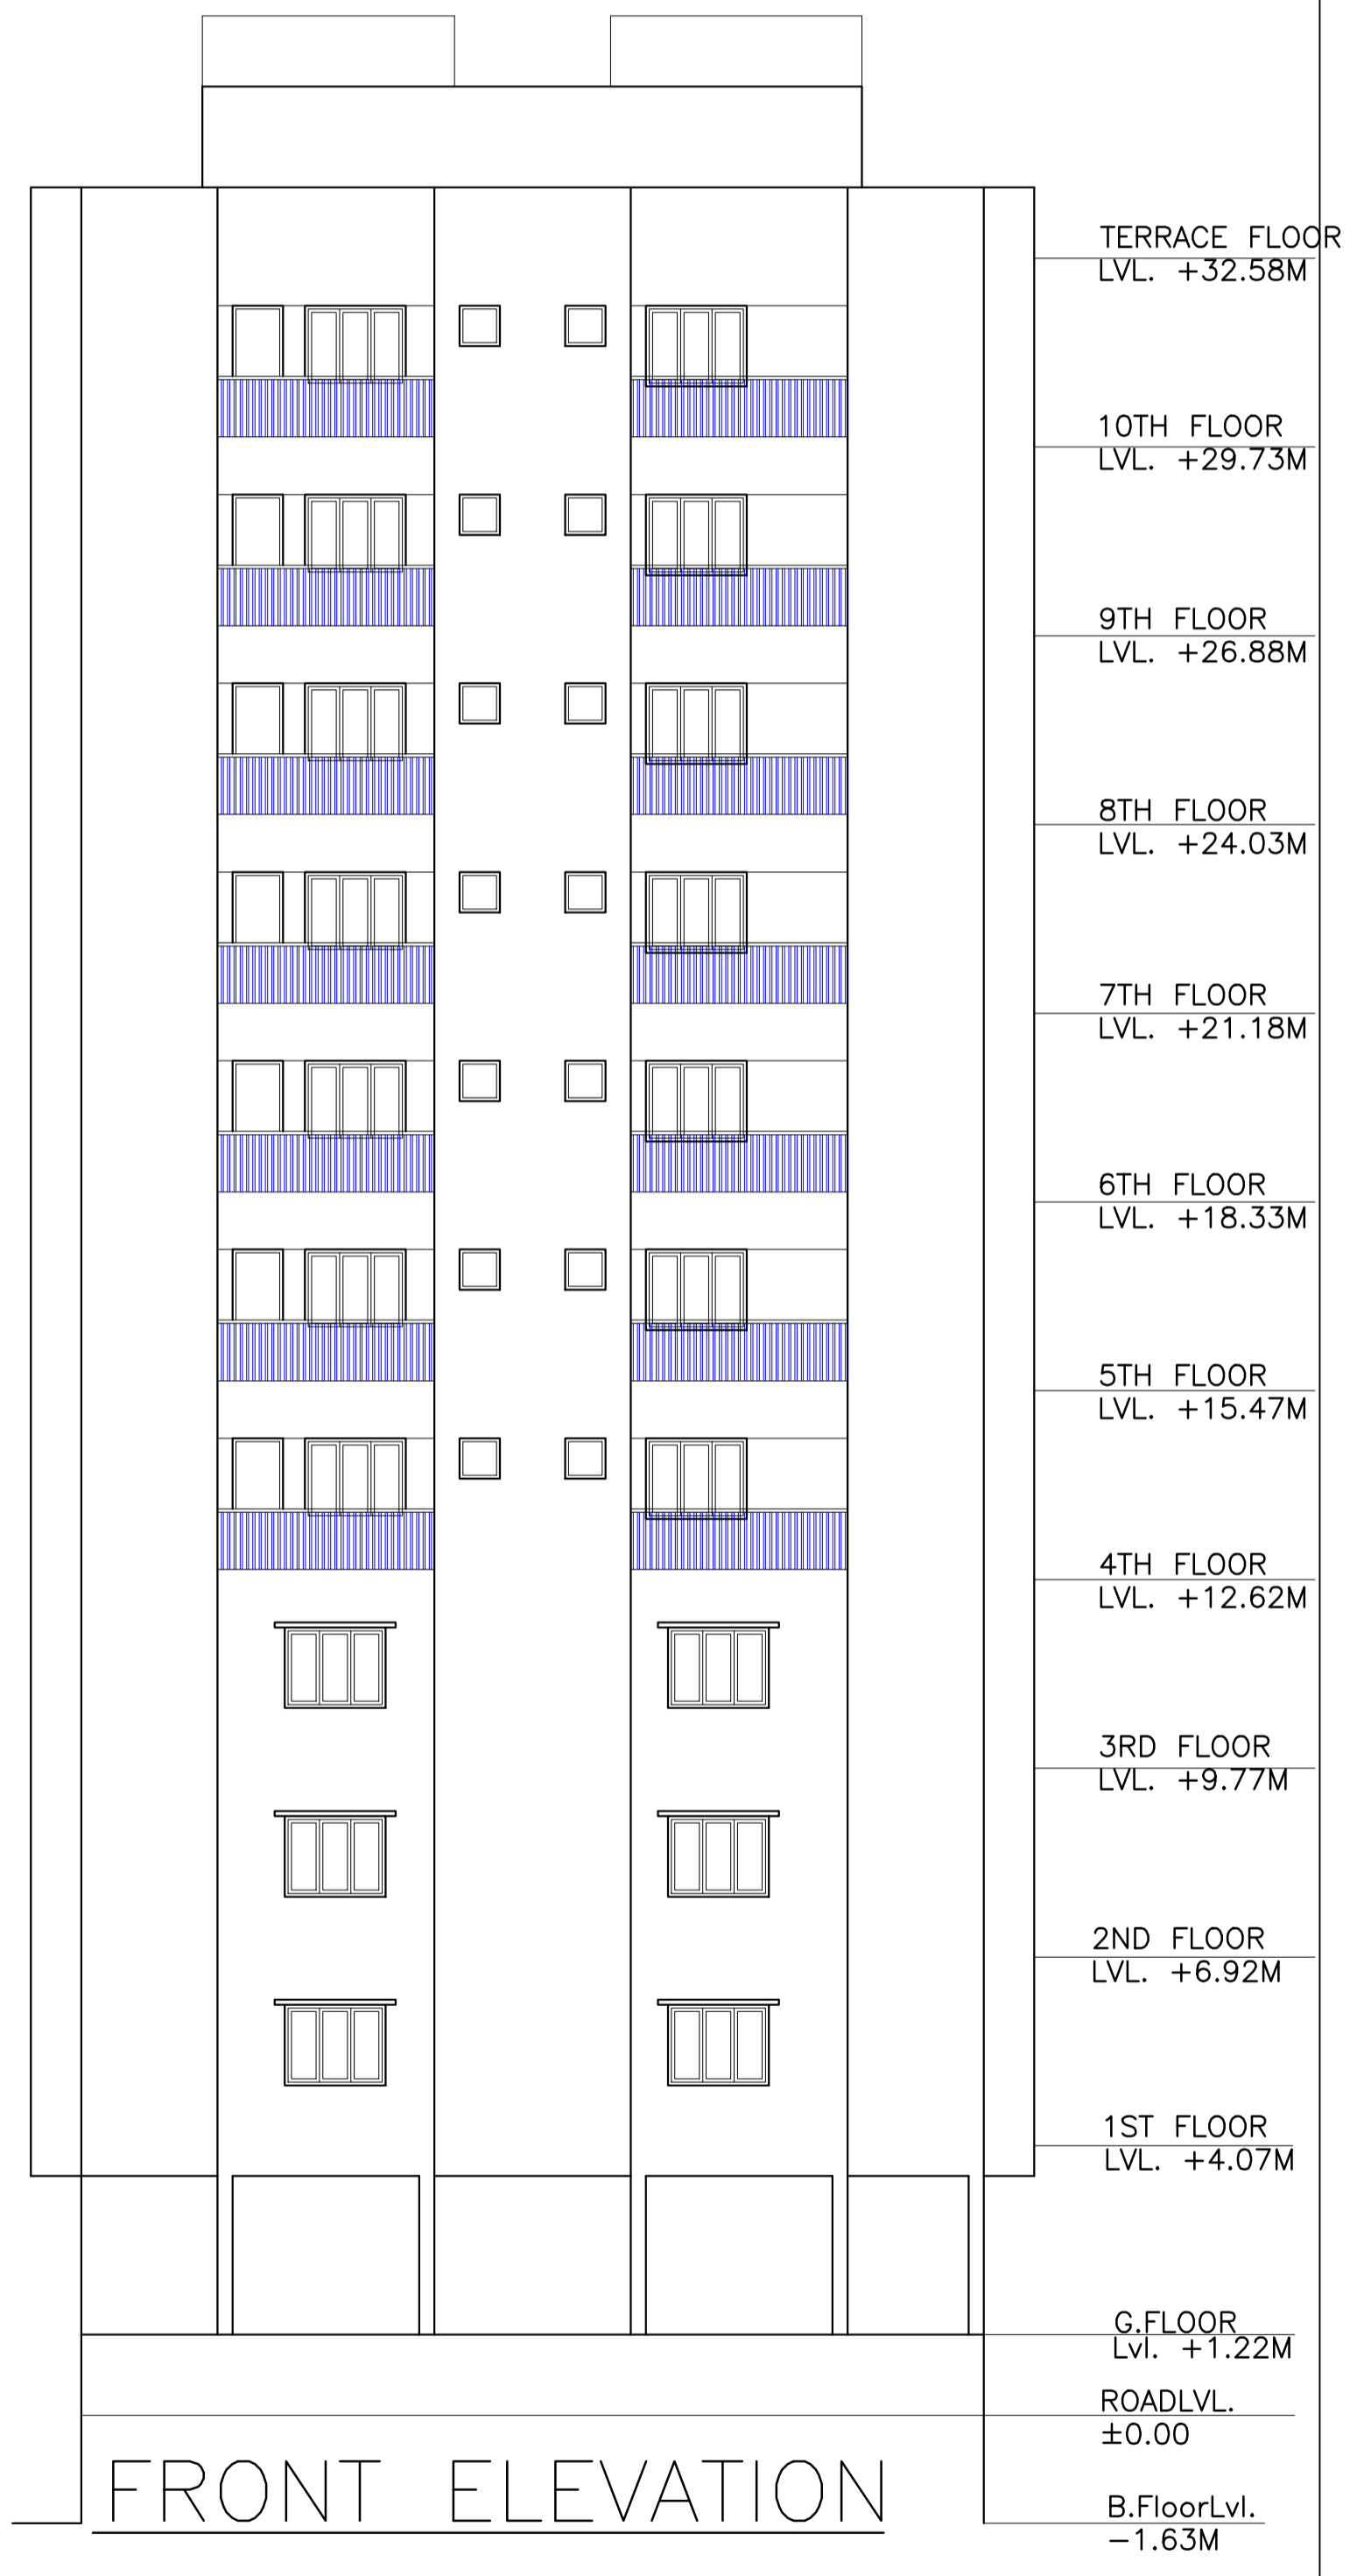 TERRACE FLOOR
LVL. +32.58M
10TH FLOOR
LVL. +29.73M
9TH FLOOR
LVL. +26.88M
8TH FLOOR
LVL. +24.03M
7TH FLOOR
LVL. +21.18M
6TH FLOOR
LVL. +18.33M
5TH FLOOR
LVL. +15.47M
4TH FLOOR
LVL. +12.62M
3RD FLOOR
LVL. +9.77M
2ND FLOOR
LVL. +6.92M
1ST FLOOR
LVL. +4.07M
G.FLOOR
Lvl. +1.22M
ROADLVL.
±0.00
B.FloorLvl.
-1.63M
FRONT ELEVATION